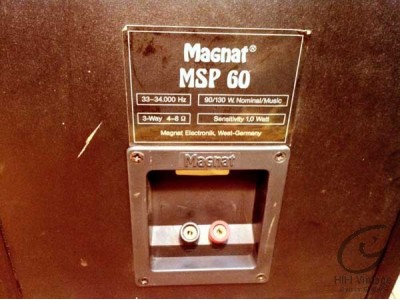 Magnat®
MSP 60
33-34.000 Hz
90/130 W. Nominal/Music
3-Way 4-8 Ω
Sensitivity 1,0 Watt
Magnat Electronik, West-Germany
Magnat